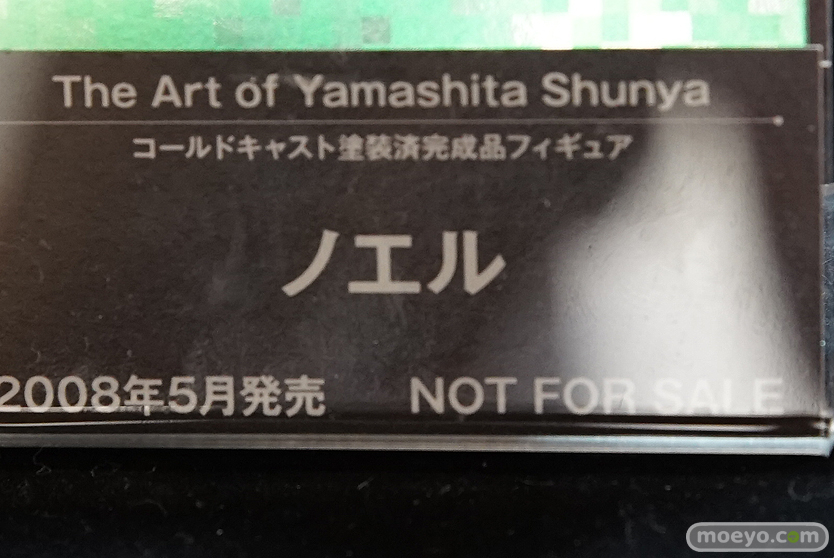 The Art of Yamashita Shunya
コールドキャスト塗装済完成品フィギュア
ノエル
2008年5月発売
NOT FOR SALE
moeyo.com